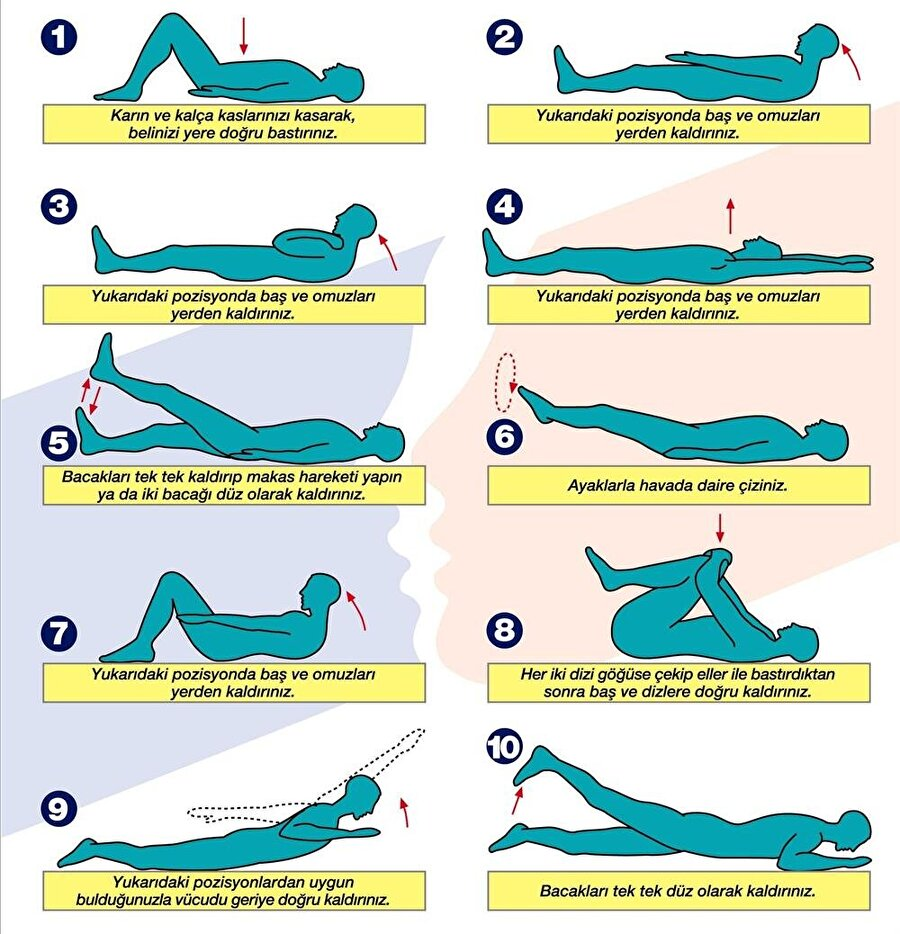 1
Karın ve kalça kaslarınızı kasarak,
belinizi yere doğru bastırınız.
2
Yukarıdaki pozisyonda baş ve omuzları
yerden kaldırınız.
3
Yukarıdaki pozisyonda baş ve omuzları
yerden kaldırınız.
4
Yukarıdaki pozisyonda baş ve omuzları
yerden kaldırınız.
5
Bacakları tek tek kaldırıp makas hareketi yapın
ya da iki bacağı düz olarak kaldırınız.
6
Ayaklarla havada daire çiziniz.
7
Yukarıdaki pozisyonda baş ve omuzları
yerden kaldırınız.
8
Her iki dizi göğüse çekip eller ile bastırdıktan
sonra baş ve dizlere doğru kaldırınız.
9
Yukarıdaki pozisyonlardan uygun
bulduğunuzla vücudu geriye doğru kaldırınız.
10
Bacakları tek tek düz olarak kaldırınız.